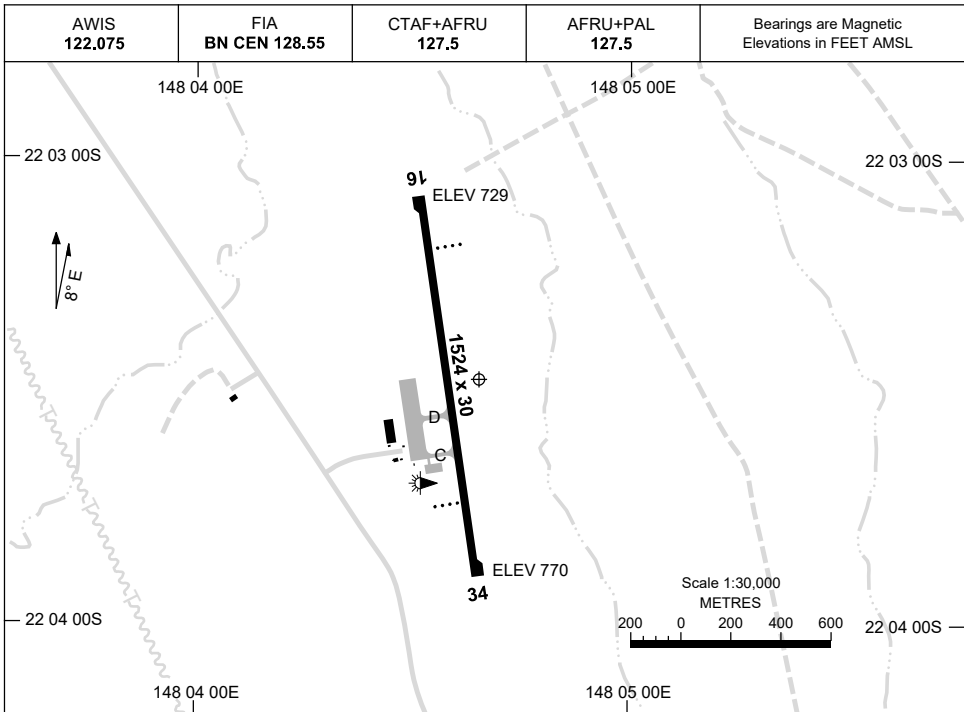 AWIS
122.075
FIA
BN CEN 128.55
CTAF+AFRU
127.5
AFRU+PAL
127.5
Bearings are Magnetic
Elevations in FEET AMSL
148 04 00E
148 05 00E
22 03 00S
22 03 00S
16
ELEV 729
8° E
1524 x 30
D
C
ELEV 770
34
Scale 1:30,000
METRES
200 0 200 400 600
22 04 00S
22 04 00S
148 04 00E
148 05 00E